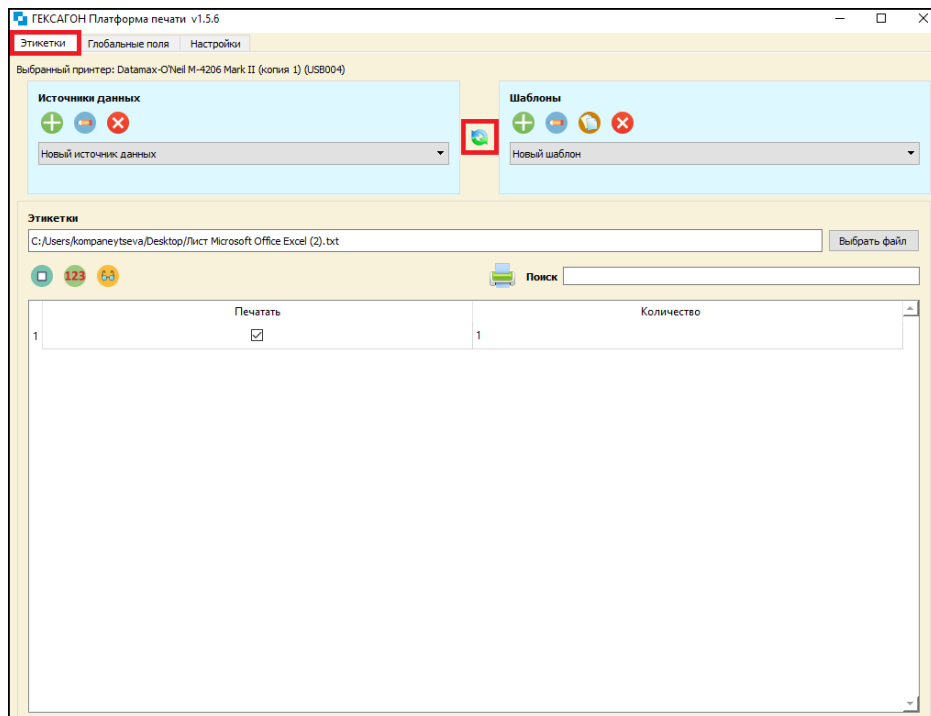 ГЕКСАГОН Платформа печати v1.5.6
Этикетки Глобальные поля Настройки
Выбранный принтер: Datamax-O'Neil M-4206 Mark II (копия 1) (USB004)
Источники данных
Новый источник данных
Шаблоны
Новый шаблон
Этикетки
C:/Users/kompaneytseva/Desktop/Лист Microsoft Office Excel (2).txt Выбрать файл
123 Поиск
Печатать Количество
1 1